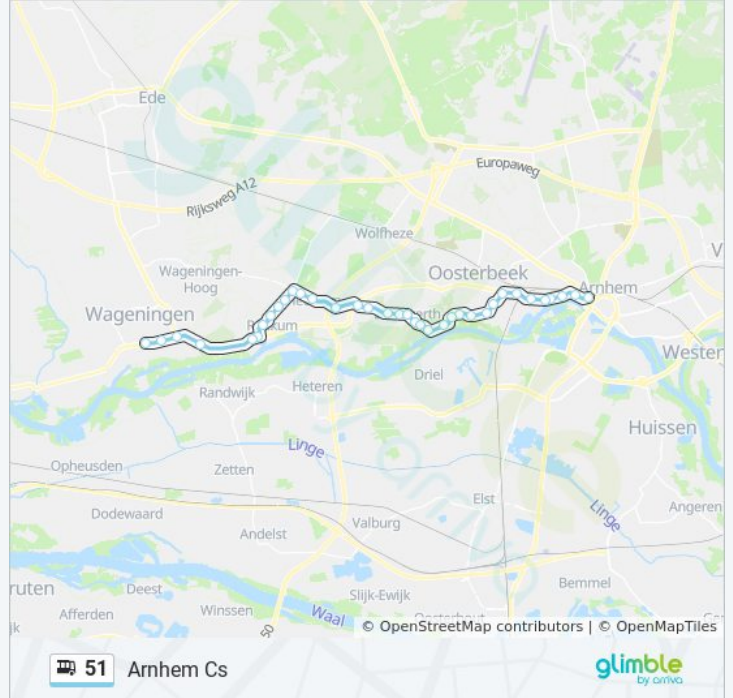 Ede
Europaweg
Rijksweg A12
Wolfheze
Oosterbeek
Wageningen-
Hoog
Arnhem
Wageningen
Wester
Driel
Randwijk
Heteren
Huissen
Linge
Opheusden
Zetten
Elst
Linge
Angeren
Dodewaard
Valburg
Andelst
Bemmel
ruten
Deest
Slijk-Ewijk
Winssen
Afferden
Waal
50
© OpenStreetMap contributors | © OpenMapTiles
51 Arnhem Cs
glimble
by arriva